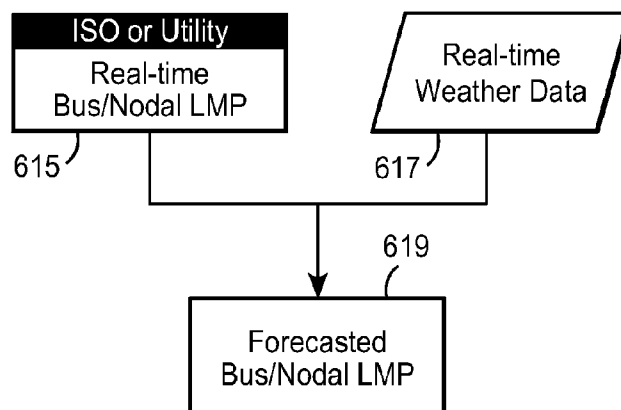 ISO or Utility
Real-time
Bus/Nodal LMP
615
Real-time
Weather Data
617
619
Forecasted
Bus/Nodal LMP